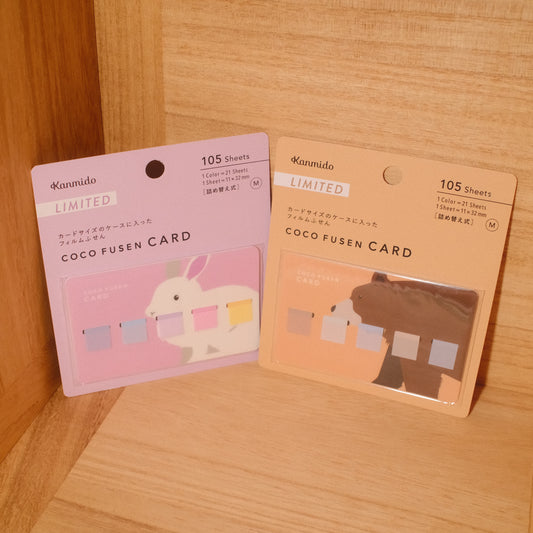 Kanmido
LIMITED
105 Sheets
1 Color=21 Sheets
1 Sheet=11×32mm
[詰め替え式] M
カードサイズのケースに入った
フィルムふせん
COCO FUSEN CARD
COCO FUSEN
CARD
Kanmido
LIMITED
105 Sheets
1 Color=21 Sheets
1 Sheet=11×32mm
[詰め替え式] M
カードサイズのケースに入った
フィルムふせん
COCO FUSEN CARD
COCO FUSEN
CARD